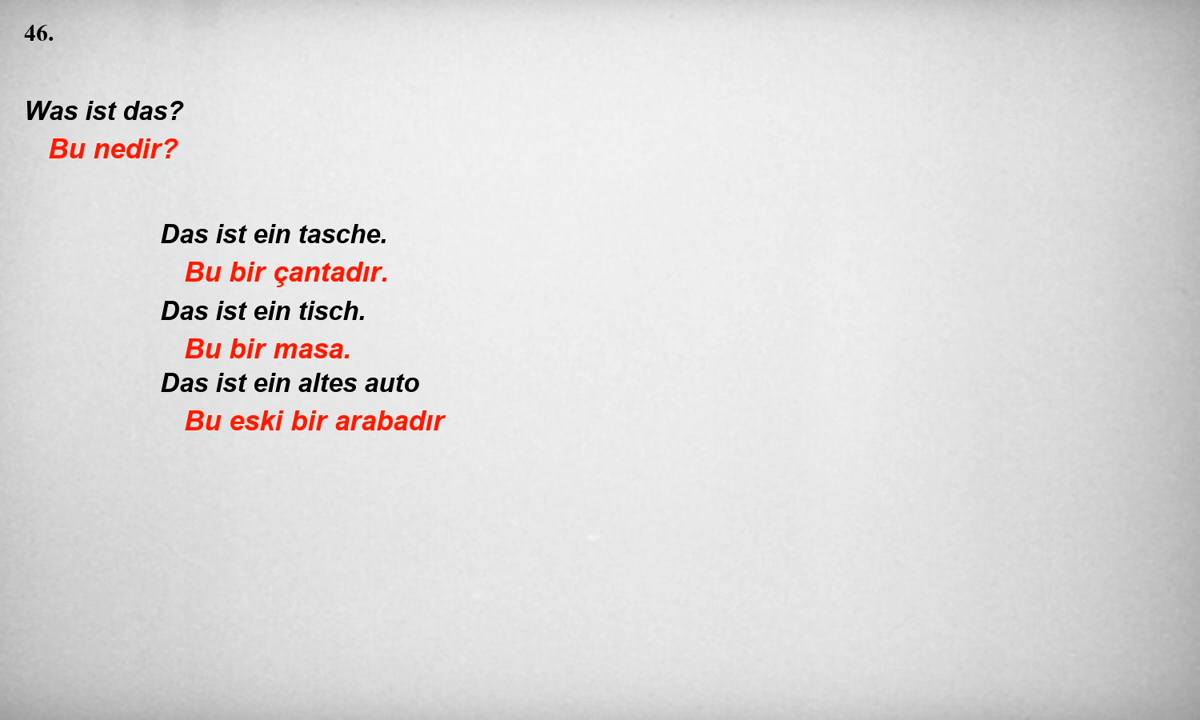 46.
Was ist das?
Bu nedir?
Das ist ein tasche.
Bu bir çantadır.
Das ist ein tisch.
Bu bir masa.
Das ist ein altes auto
Bu eski bir arabadır